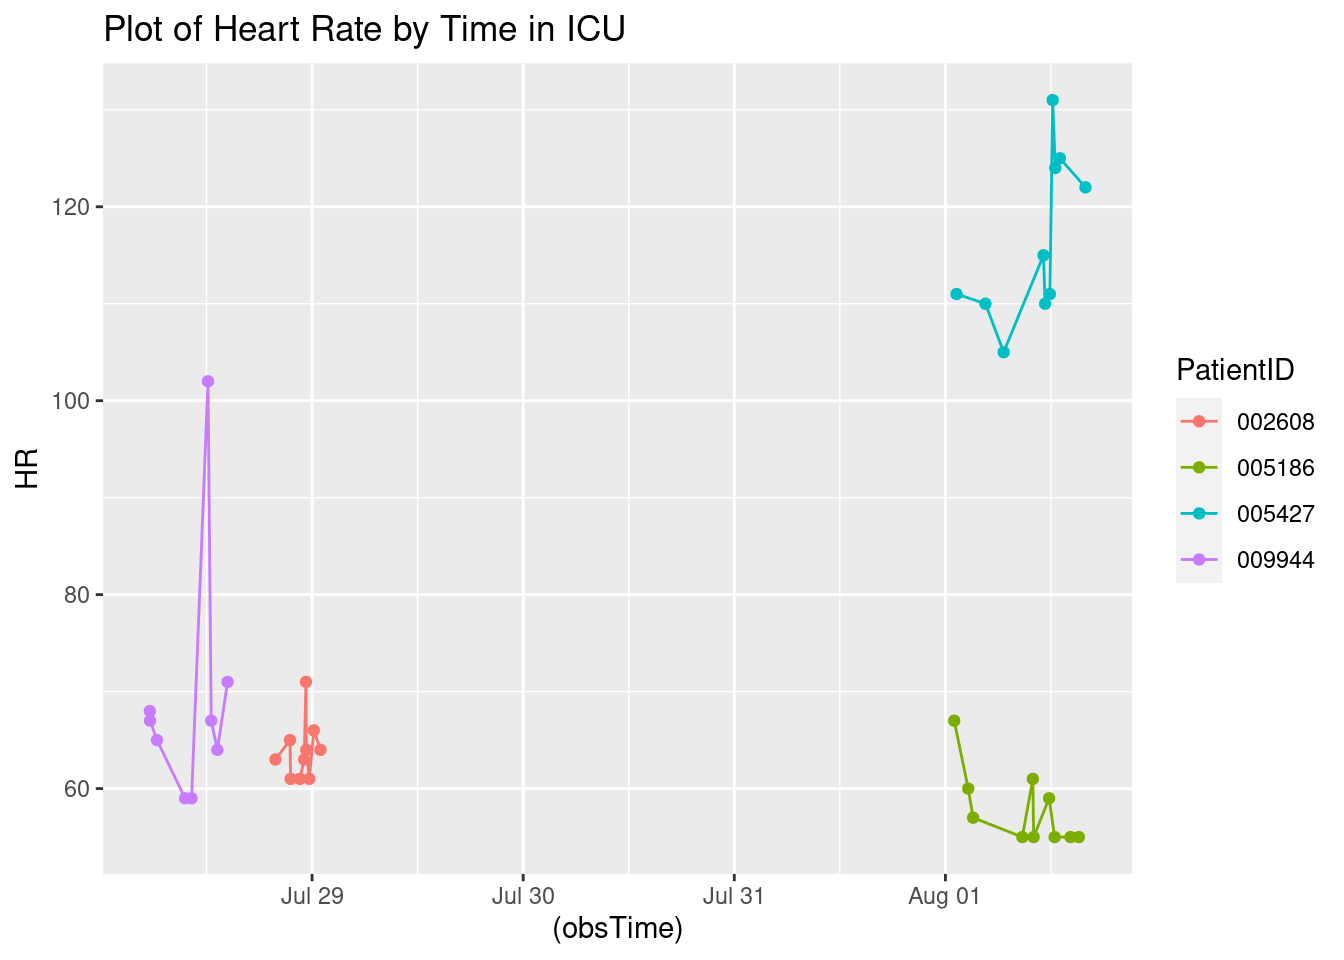 Plot of Heart Rate by Time in ICU
120
100
80
60
HR
Jul 29 Jul 30 Jul 31 Aug 01
(obsTime)
PatientID
002608
005186
005427
009944